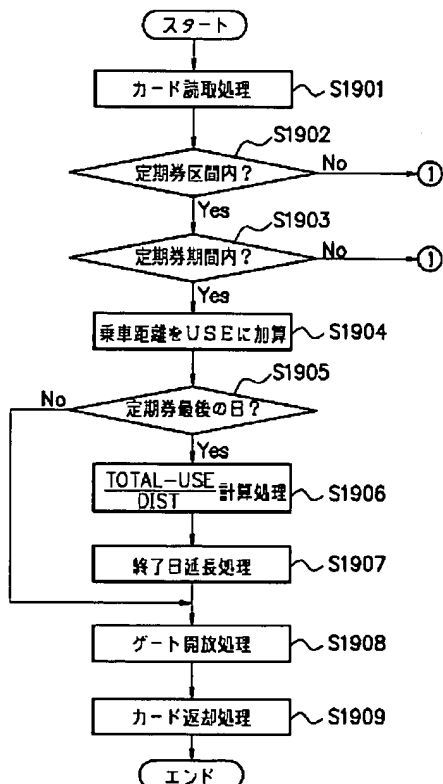 スタート
カード読取処理 S1901
S1902
定期券区間内? No ①
Yes
S1903
定期券期間内? No ①
Yes
乗車距離をUSEに加算 S1904
S1905
No 定期券最後の日?
Yes
TOTAL-USE
DIST
計算処理 S1906
終了日延長処理 S1907
ゲート開放処理 S1908
カード返却処理 S1909
エンド